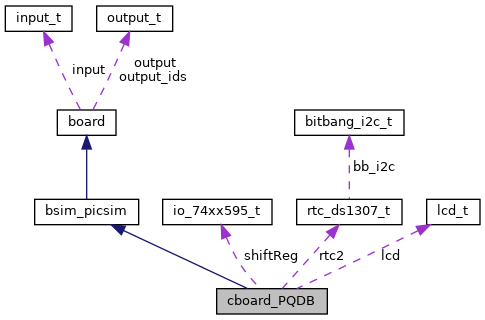 input_t
output_t
input
output
output_ids
board
bitbang_i2c_t
bb_i2c
bsim_picsim
io_74xx595_t
rtc_ds1307_t
lcd_t
shiftReg
rtc2
lcd
cboard_PQDB